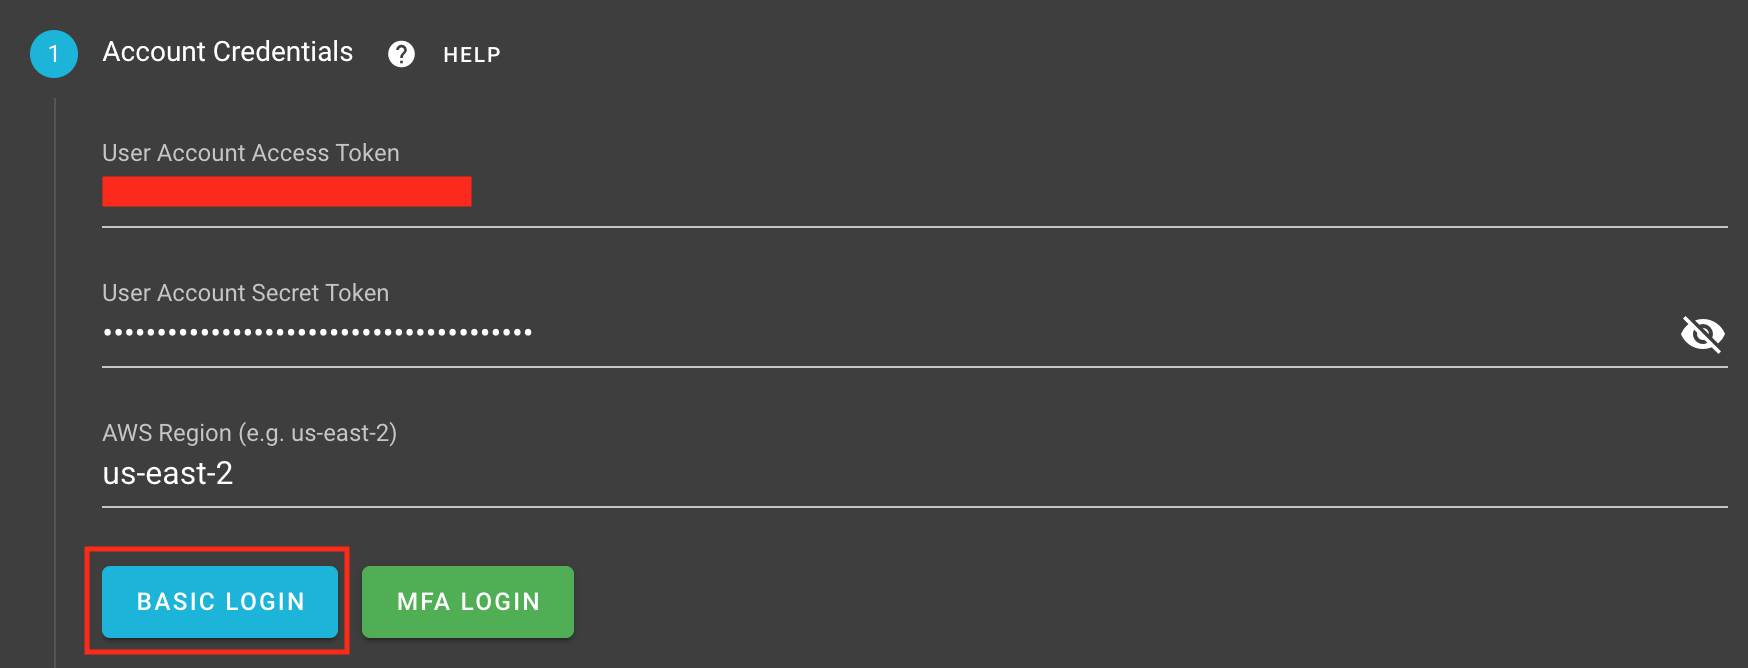 1 Account Credentials ? HELP
User Account Access Token
User Account Secret Token
••••••••••••••••••••••••••••••••••••••••
AWS Region (e.g. us-east-2)
us-east-2
BASIC LOGIN MFA LOGIN